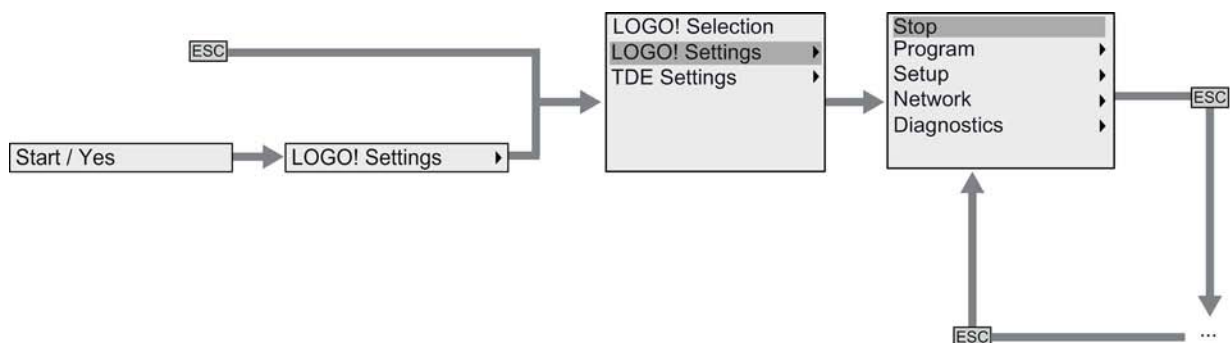 ESC
Start / Yes
LOGO! Settings
LOGO! Selection
LOGO! Settings
TDE Settings
Stop
Program
Setup
Network
Diagnostics
ESC
ESC
...